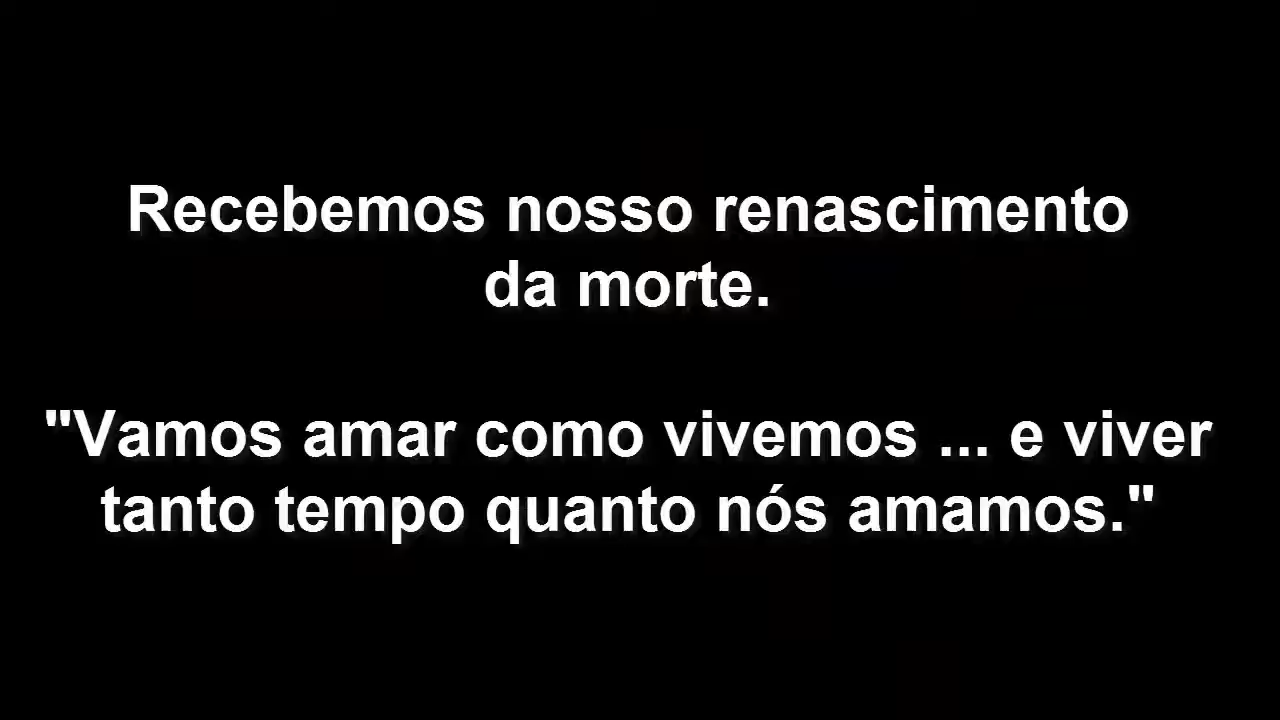 Recebemos nosso renascimento
da morte.
"Vamos amar como vivemos ... e viver
tanto tempo quanto nós amamos."